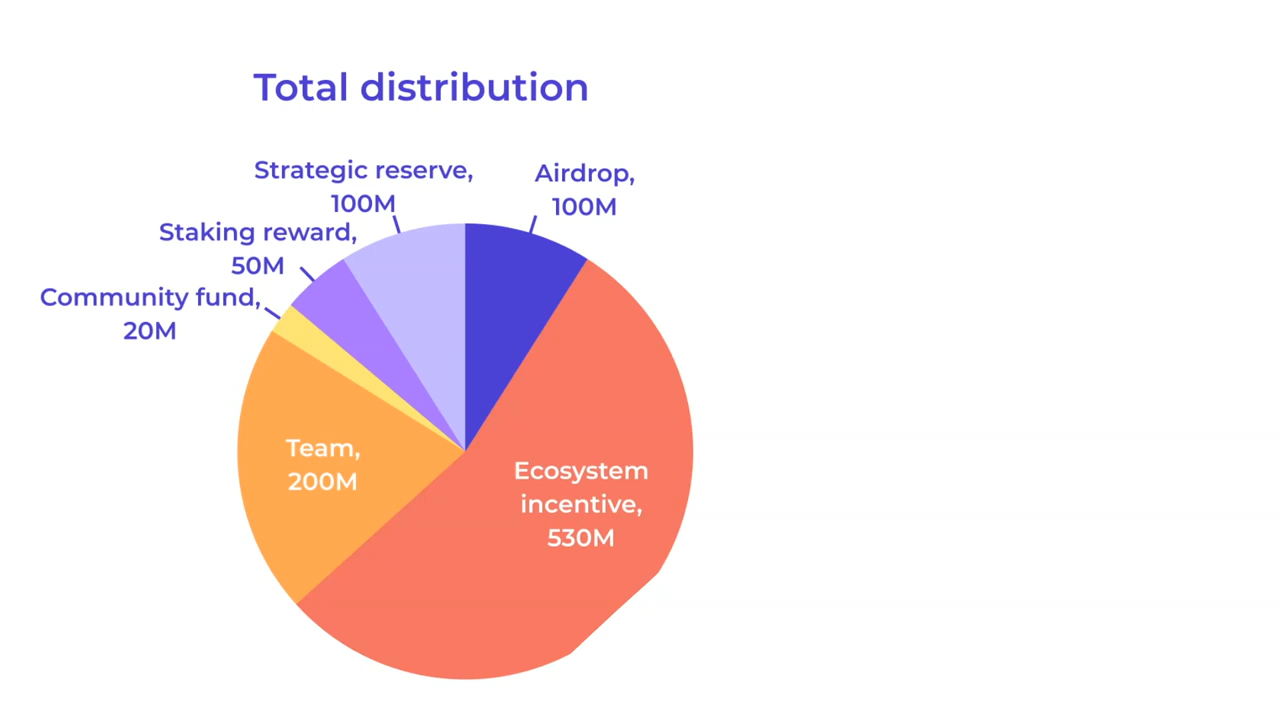 Total distribution
Strategic reserve,
100M
Airdrop,
100M
Staking reward,
50M
Community fund,
20M
Team,
200M
Ecosystem
incentive,
530M